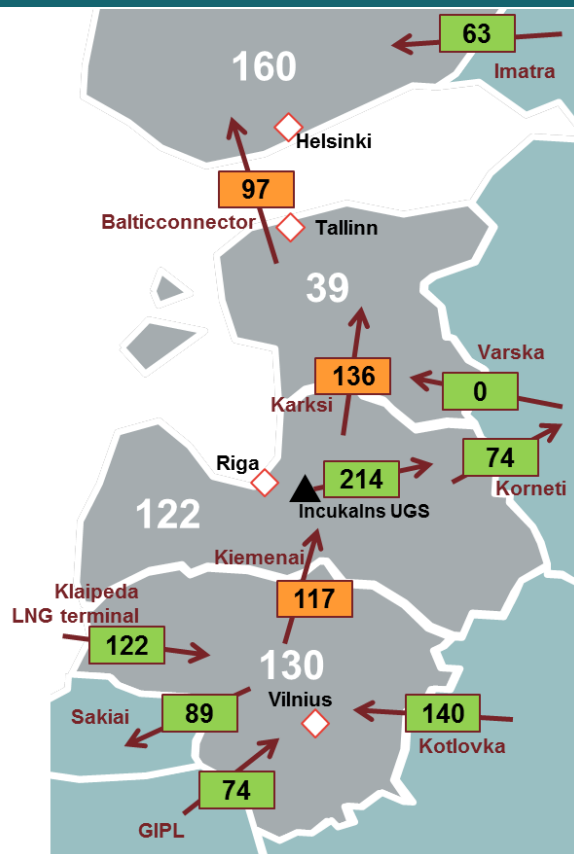 63
Imatra
160
Helsinki
97
Balticconnector
Tallinn
39
Varska
136
0
Karksi
Riga
74
214
Korneti
Incukalns UGS
122
Kiemenai
Klaipeda
LNG terminal
117
122
130
Vilnius
Sakiai
89
140
Kotlovka
74
GIPL